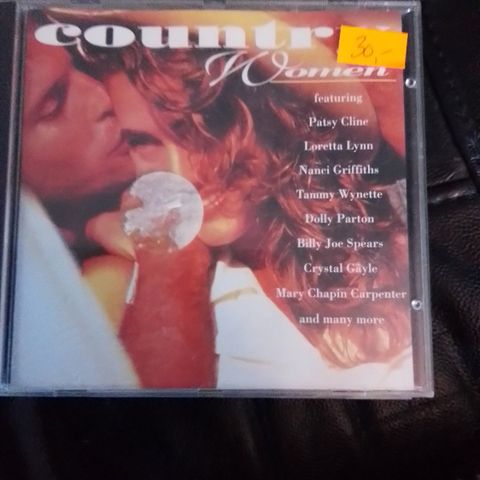 country
30,-
Women
featuring
Patsy Cline
Loretta Lynn
Nanci Griffiths
Tammy Wynette
Dolly Parton
Billy Joe Spears
Crystal Gayle
Mary Chapin Carpenter
and many more